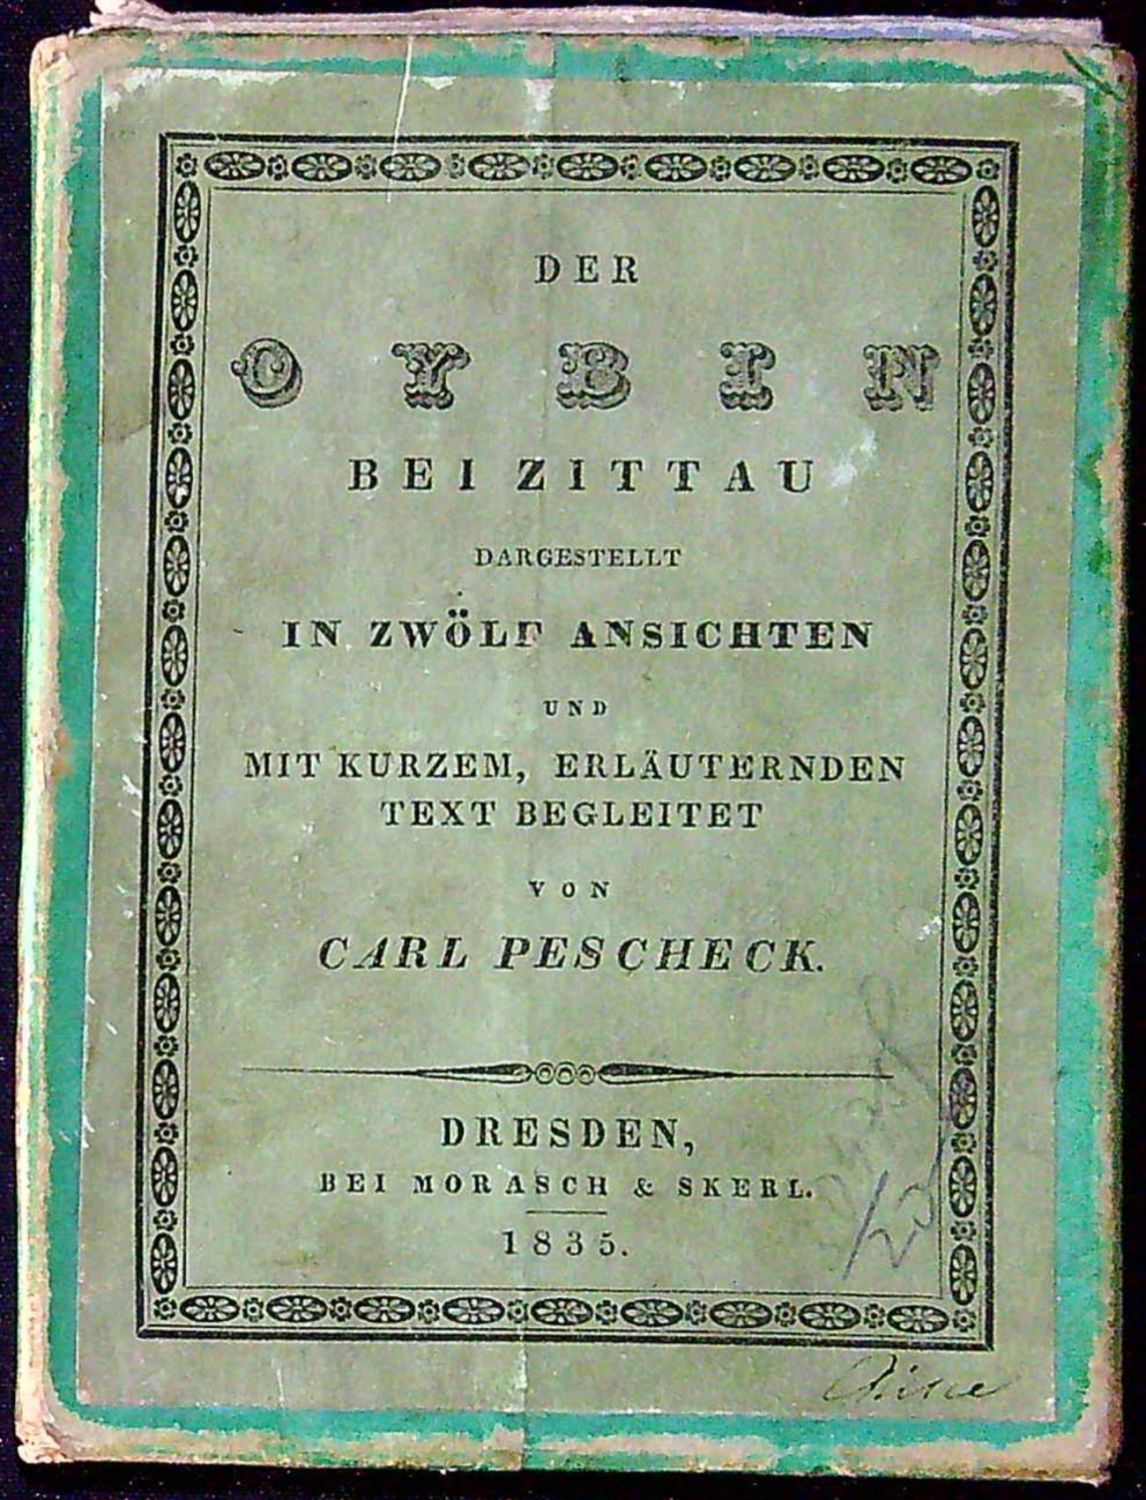 DER
OYBIN
BEI ZITTAU
DARGESTELLT
IN ZWÖLF ANSICHTEN
UND
MIT KURZEM, ERLÄUTERNDEN
TEXT BEGLEITET
VON
CARL PESCHECK.
DRESDEN,
BEI MORASCH & SKERL.
1835.